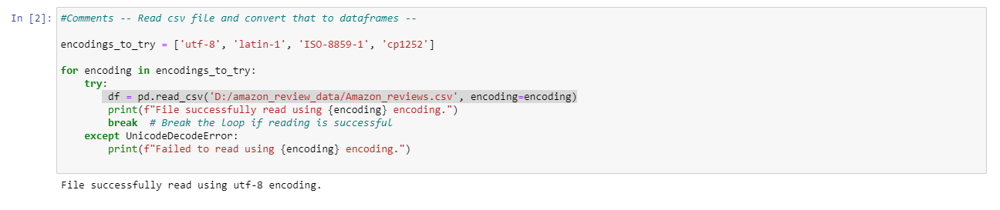 In [2]: #Comments -- Read csv file and convert that to dataframes --
encodings_to_try = ['utf-8', 'latin-1', 'ISO-8859-1', 'cp1252']
for encoding in encodings_to_try:
    try:
        df = pd.read_csv('D:/amazon_review_data/Amazon_reviews.csv', encoding=encoding)
        print(f"File successfully read using {encoding} encoding.")
        break  # Break the loop if reading is successful
    except UnicodeDecodeError:
        print(f"Failed to read using {encoding} encoding.")
File successfully read using utf-8 encoding.